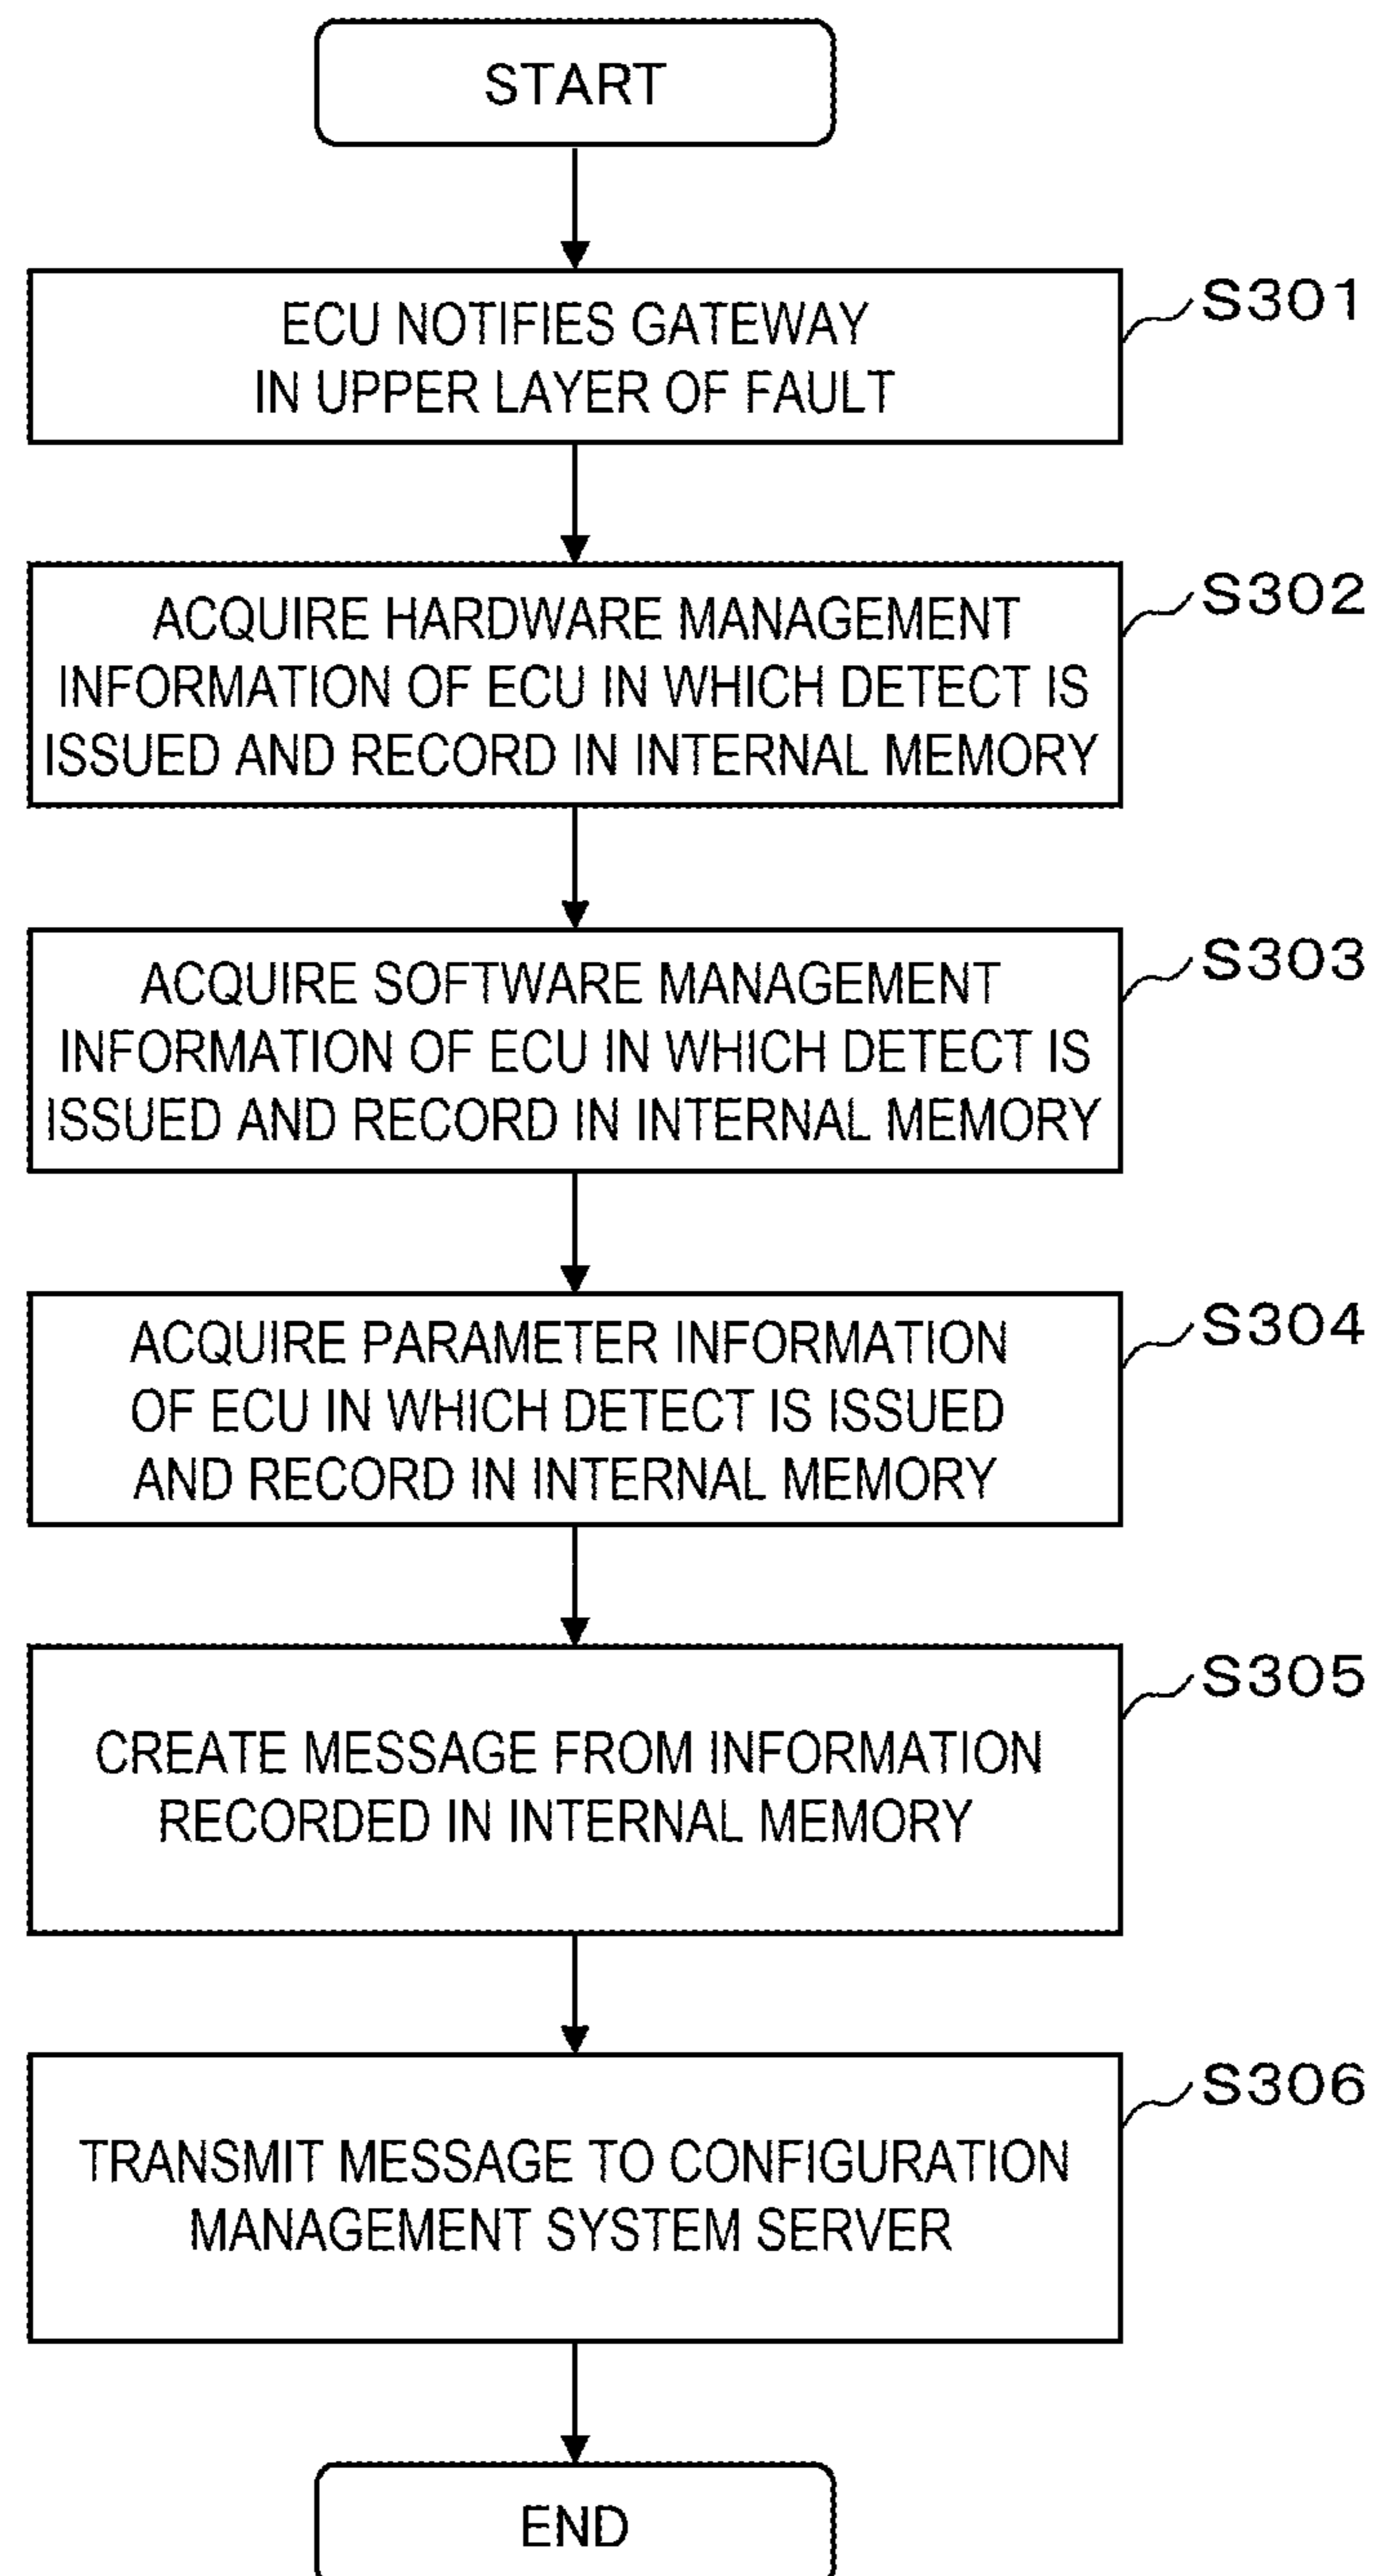 START
ECU NOTIFIES GATEWAY
IN UPPER LAYER OF FAULT
S301
ACQUIRE HARDWARE MANAGEMENT
INFORMATION OF ECU IN WHICH DETECT IS
ISSUED AND RECORD IN INTERNAL MEMORY
S302
ACQUIRE SOFTWARE MANAGEMENT
INFORMATION OF ECU IN WHICH DETECT IS
ISSUED AND RECORD IN INTERNAL MEMORY
S303
ACQUIRE PARAMETER INFORMATION
OF ECU IN WHICH DETECT IS ISSUED
AND RECORD IN INTERNAL MEMORY
S304
CREATE MESSAGE FROM INFORMATION
RECORDED IN INTERNAL MEMORY
S305
TRANSMIT MESSAGE TO CONFIGURATION
MANAGEMENT SYSTEM SERVER
S306
END